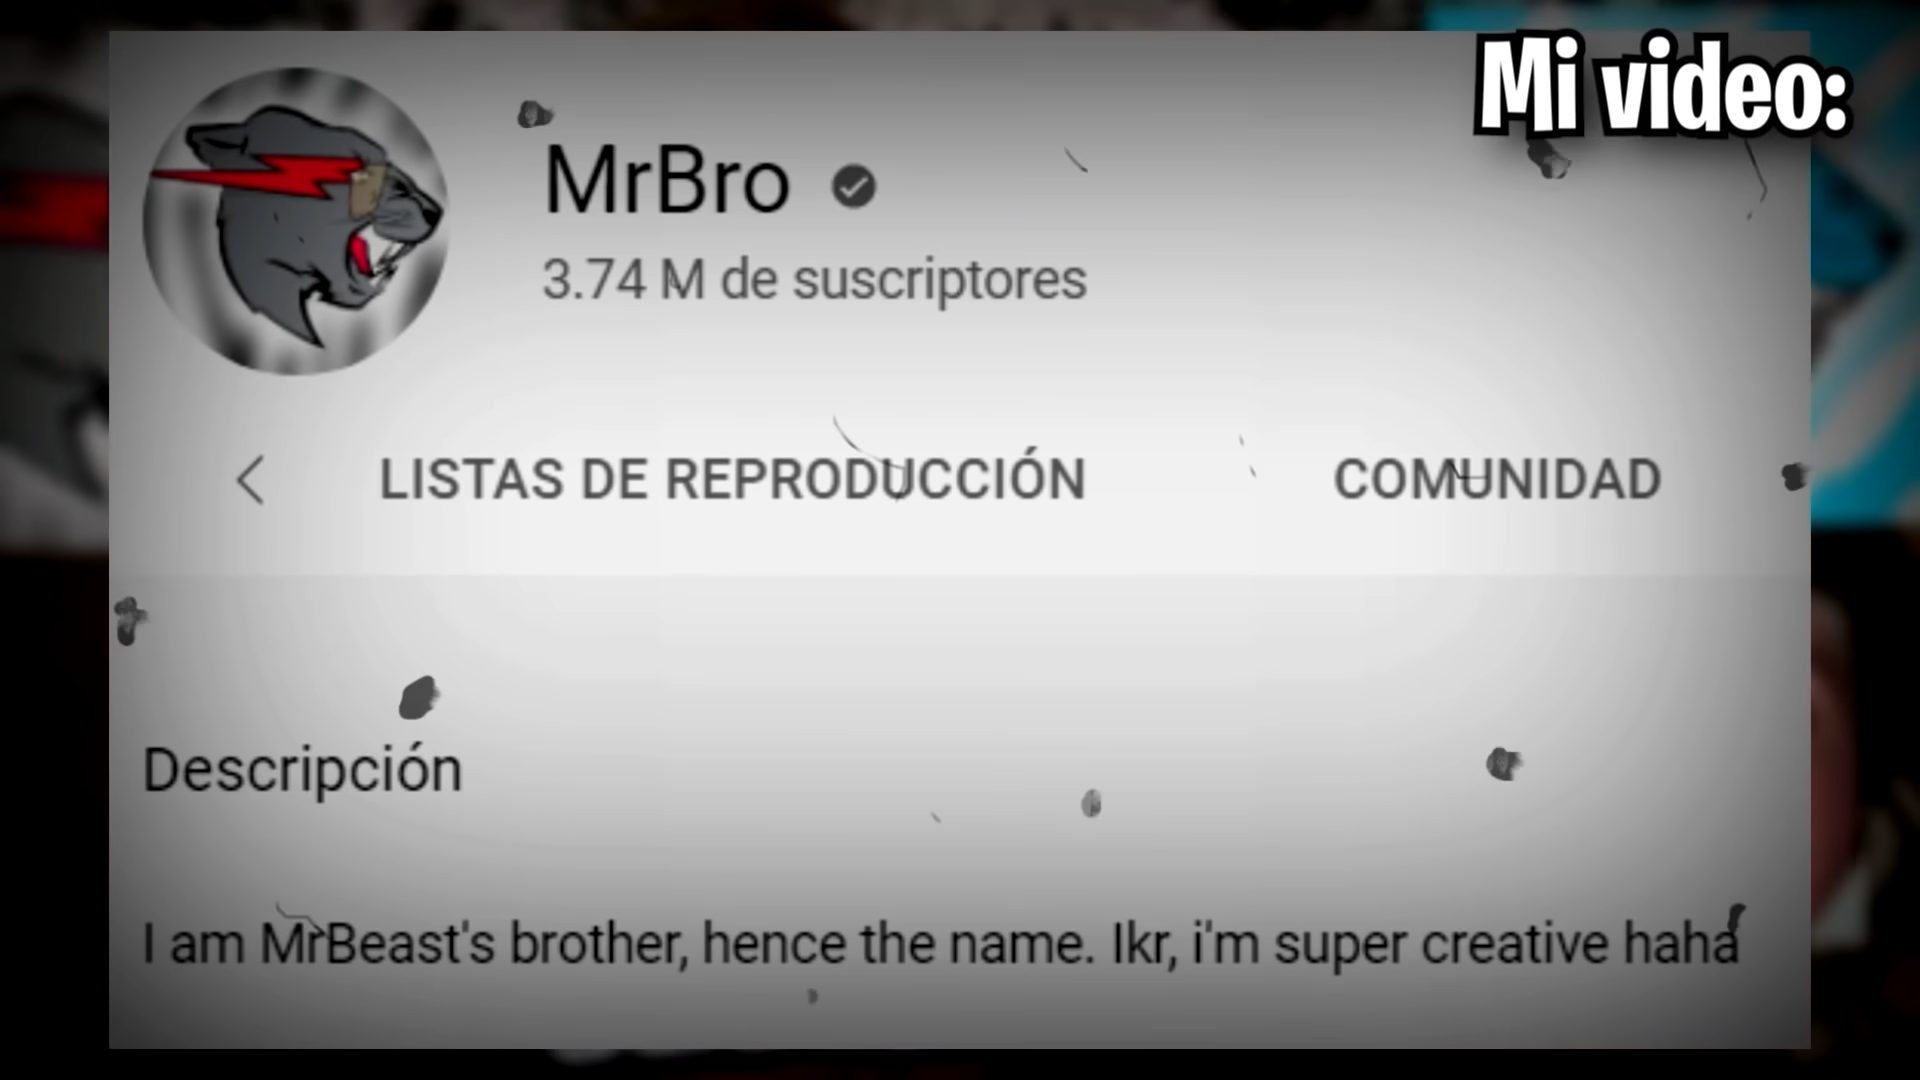 Mi video:
MrBro
3.74 M de suscriptores
LISTAS DE REPRODUCCIÓN COMUNIDAD
Descripción
I am MrBeast's brother, hence the name. Ikr, i'm super creative haha